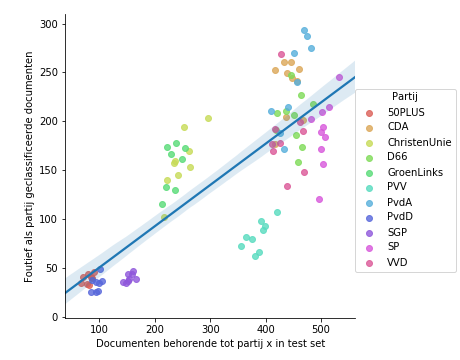 300
250
200
150
100
50
0
Foutief als partij geclassificeerde documenten
100
200
300
400
500
Documenten behorende tot partij x in test set
Partij
50PLUS
CDA
ChristenUnie
D66
GroenLinks
PVV
PvdA
PvdD
SGP
SP
VVD